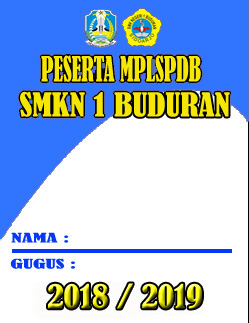 PESERTA MPLSPDB
SMKN 1 BUDURAN
NAMA :
GUGUS :
2018 / 2019